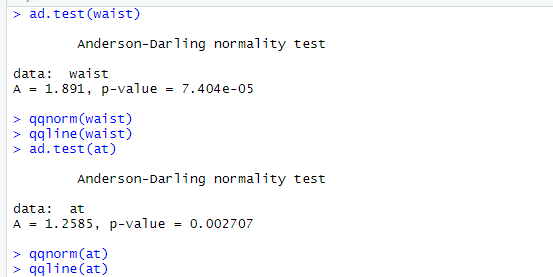 > ad.test(waist)
Anderson-Darling normality test
data:  waist
A = 1.891, p-value = 7.404e-05
> qqnorm(waist)
> qqline(waist)
> ad.test(at)
Anderson-Darling normality test
data:  at
A = 1.2585, p-value = 0.002707
> qqnorm(at)
> qqline(at)